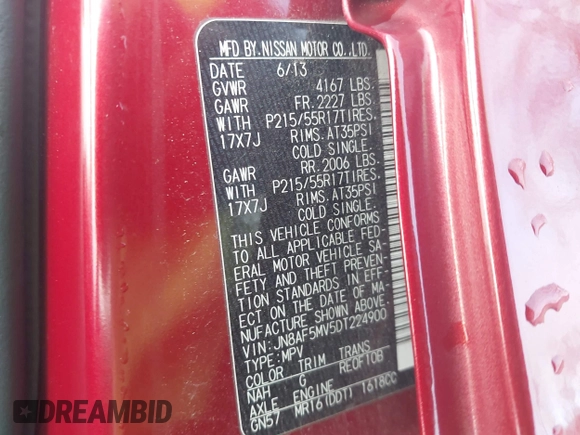 MFD BY NISSAN MOTOR CO.,LTD.
DATE 6/13
GVWR 4167 LBS.
GAWR FR. 2227 LBS.
WITH P215/55R17TIRES.
17X7J RIMS. AT35PSI
COLD SINGLE.
GAWR RR. 2006 LBS.
WITH P215/55R17TIRES.
17X7J RIMS. AT35PSI
COLD SINGLE.
THIS VEHICLE CONFORMS
TO ALL APPLICABLE FED-
ERAL MOTOR VEHICLE SA-
FETY AND THEFT PREVEN-
TION STANDARDS IN EFF-
ECT ON THE DATE OF MA-
NUFACTURE SHOWN ABOVE.
VIN:JN8AF5MV5DT224900
TYPE:MPV
COLOR TRIM TRANS
NAH G RE0F10B
AXLE ENGINE
GN57 MR16(DDT) 1618CC
DREAMBID